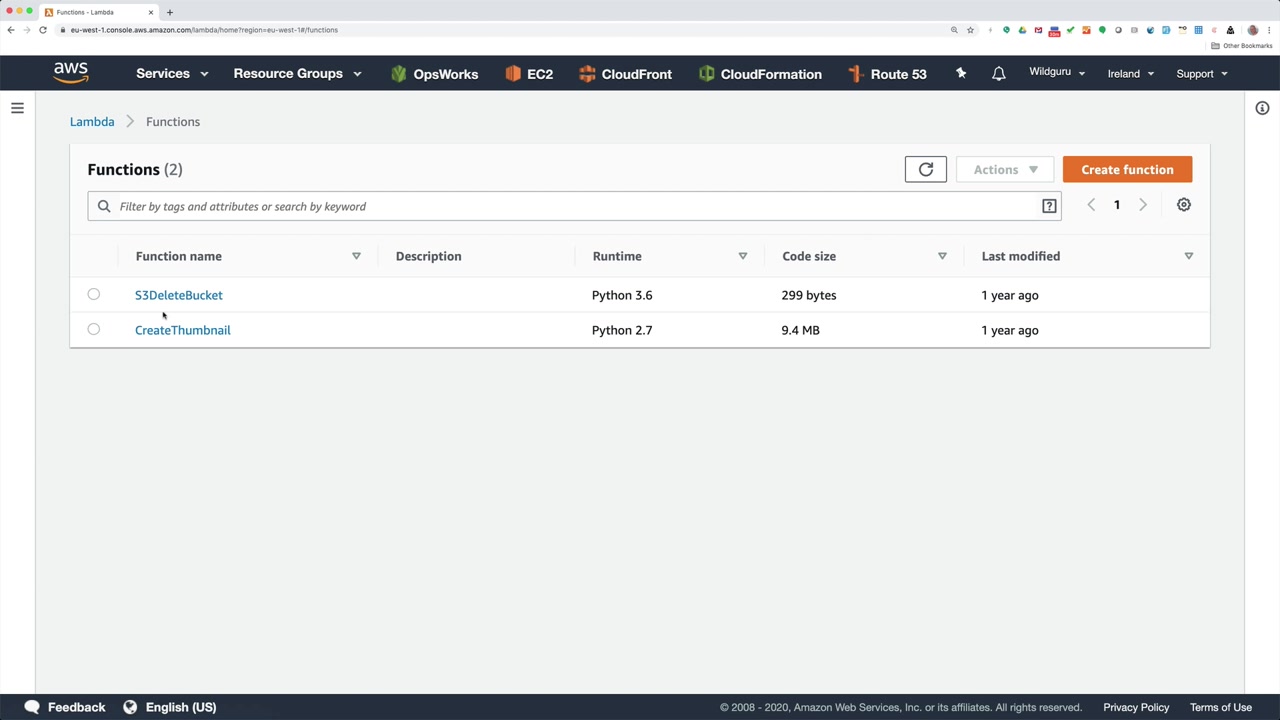 Functions - Lambda
eu-west-1.console.aws.amazon.com/lambda/home?region=eu-west-1#/functions
Other Bookmarks
aws Services Resource Groups OpsWorks EC2 CloudFront CloudFormation Route 53 Wildguru Ireland Support
Lambda Functions
Functions (2) Actions Create function
Filter by tags and attributes or search by keyword ? 1
Function name Description Runtime Code size Last modified
S3DeleteBucket Python 3.6 299 bytes 1 year ago
CreateThumbnail Python 2.7 9.4 MB 1 year ago
Feedback English (US) © 2008 - 2020, Amazon Web Services, Inc. or its affiliates. All rights reserved. Privacy Policy Terms of Use